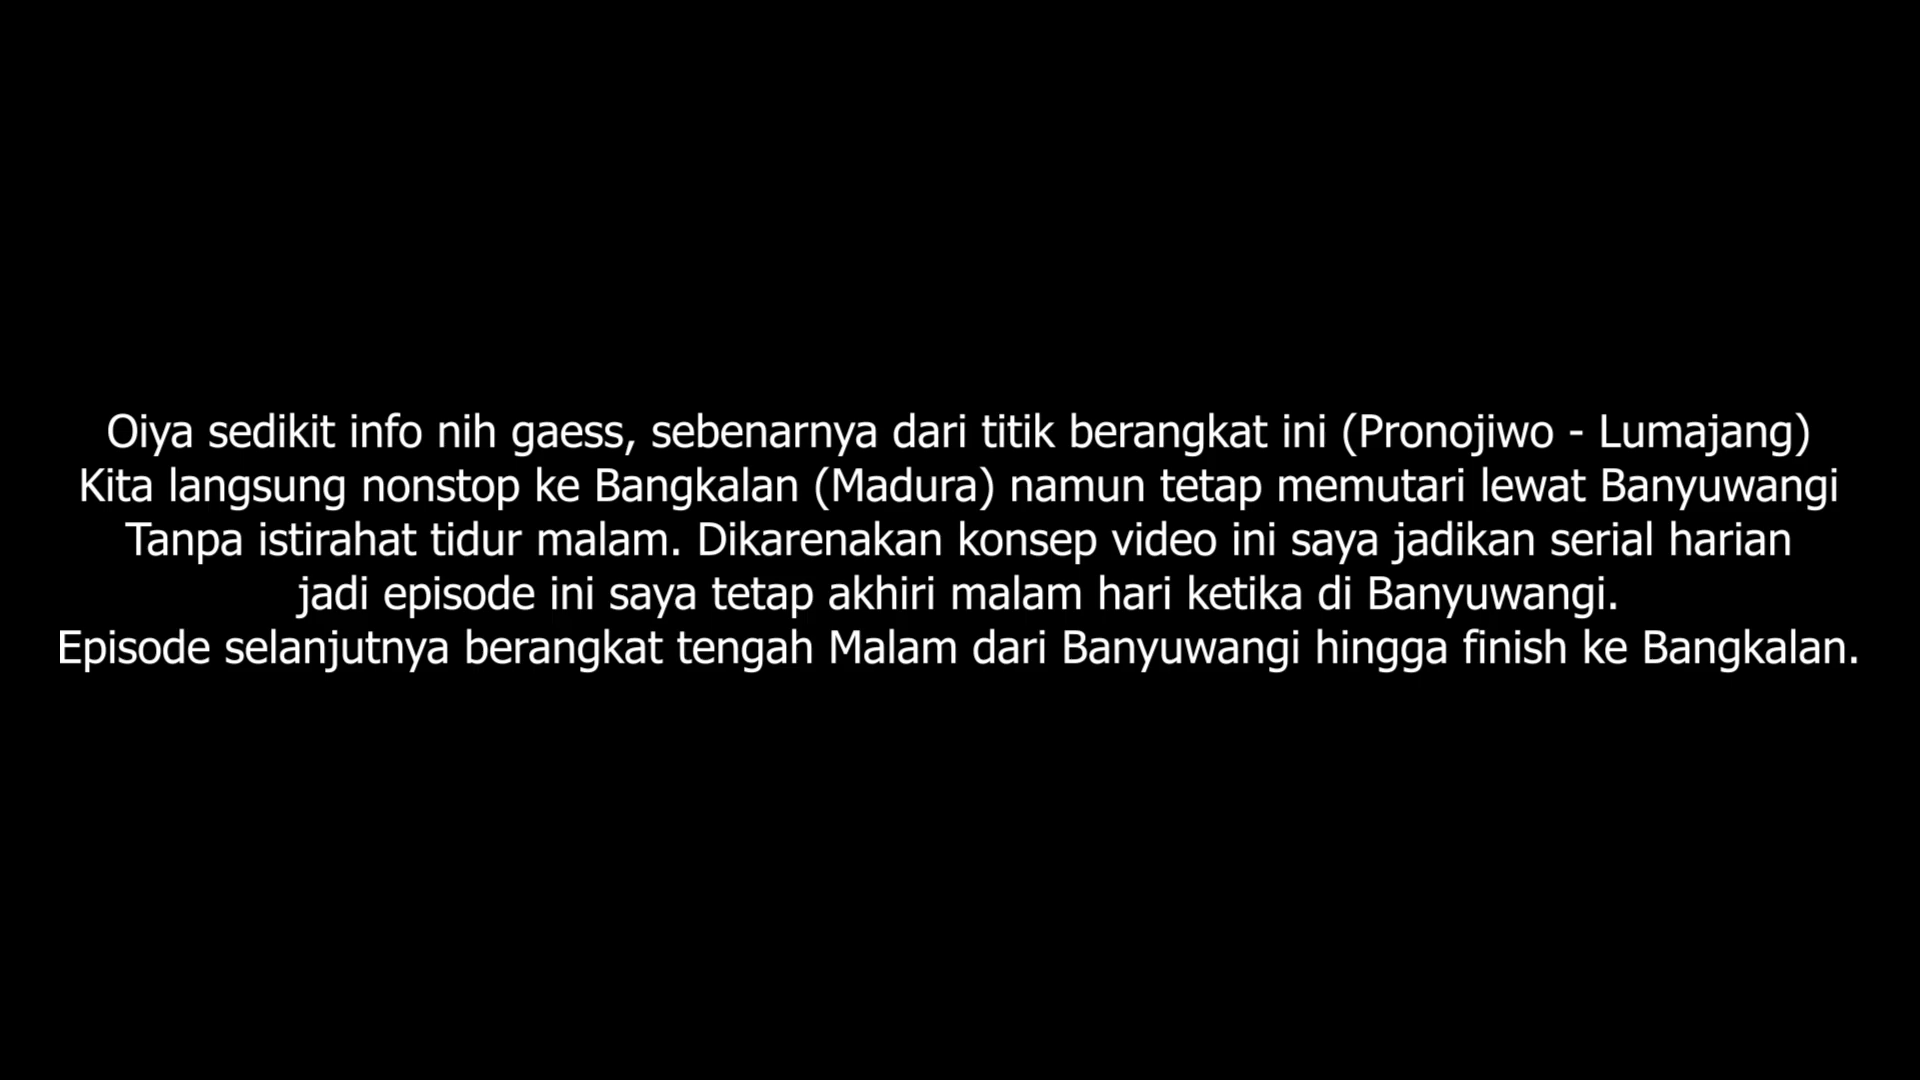 Oiya sedikit info nih gaess, sebenarnya dari titik berangkat ini (Pronojiwo - Lumajang)
Kita langsung nonstop ke Bangkalan (Madura) namun tetap memutari lewat Banyuwangi
Tanpa istirahat tidur malam. Dikarenakan konsep video ini saya jadikan serial harian
jadi episode ini saya tetap akhiri malam hari ketika di Banyuwangi.
Episode selanjutnya berangkat tengah Malam dari Banyuwangi hingga finish ke Bangkalan.